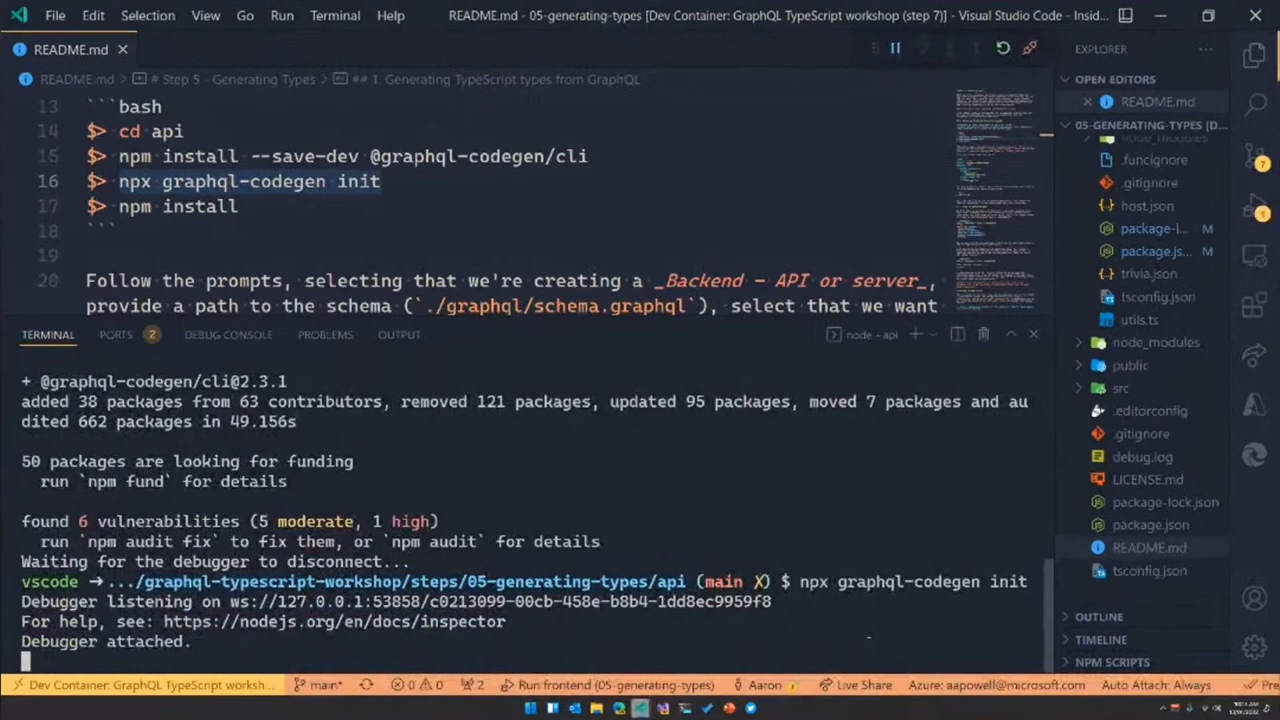 File Edit Selection View Go Run Terminal Help README.md - 05-generating-types [Dev Container: GraphQL TypeScript workshop (step 7)] - Visual Studio Code - Insid...
README.md
README.md > # Step 5 - Generating Types > ## 1. Generating TypeScript types from GraphQL
13 ```bash
14 $> cd api
15 $> npm install --save-dev @graphql-codegen/cli
16 $> npx graphql-codegen init
17 $> npm install
18 ```
19
20 Follow the prompts, selecting that we're creating a _Backend - API or server_,
provide a path to the schema (`./graphql/schema.graphql`), select that we want
TERMINAL PORTS 2 DEBUG CONSOLE PROBLEMS OUTPUT node - api
+ @graphql-codegen/cli@2.3.1
added 38 packages from 63 contributors, removed 121 packages, updated 95 packages, moved 7 packages and au
dited 662 packages in 49.156s
50 packages are looking for funding
run `npm fund` for details
found 6 vulnerabilities (5 moderate, 1 high)
run `npm audit fix` to fix them, or `npm audit` for details
Waiting for the debugger to disconnect...
vscode ➜ .../graphql-typescript-workshop/steps/05-generating-types/api (main ✗) $ npx graphql-codegen init
Debugger listening on ws://127.0.0.1:53858/c0213099-00cb-458e-b8b4-1dd8ec9959f8
For help, see: https://nodejs.org/en/docs/inspector
Debugger attached.
EXPLORER
OPEN EDITORS
README.md
05-GENERATING-TYPES [D...
node_modules
.funcignore
.gitignore
host.json
package-l... M
package.js... M
trivia.json
tsconfig.json
utils.ts
node_modules
public
src
.editorconfig
.gitignore
debug.log
LICENSE.md
package-lock.json
package.json
README.md
tsconfig.json
OUTLINE
TIMELINE
NPM SCRIPTS
7
1
Dev Container: GraphQL TypeScript worksh... main* 0 0 2 Run frontend (05-generating-types) Aaron Live Share Azure: aapowell@microsoft.com Auto Attach: Always Pre